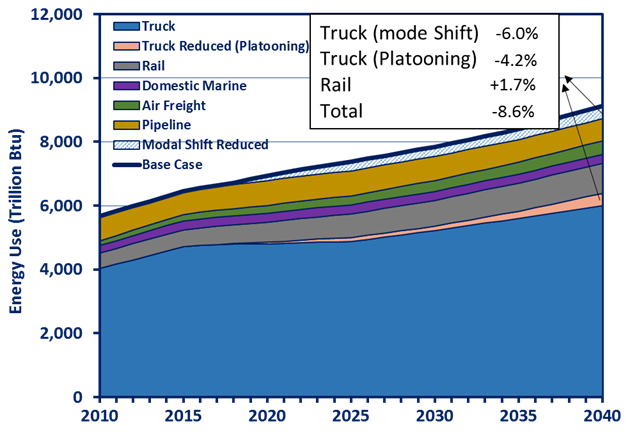 12,000
10,000
8,000
6,000
4,000
2,000
0
Energy Use (Trillion Btu)
Truck
Truck Reduced (Platooning)
Rail
Domestic Marine
Air Freight
Pipeline
Modal Shift Reduced
Base Case
Truck (mode Shift) -6.0%
Truck (Platooning) -4.2%
Rail +1.7%
Total -8.6%
2010 2015 2020 2025 2030 2035 2040